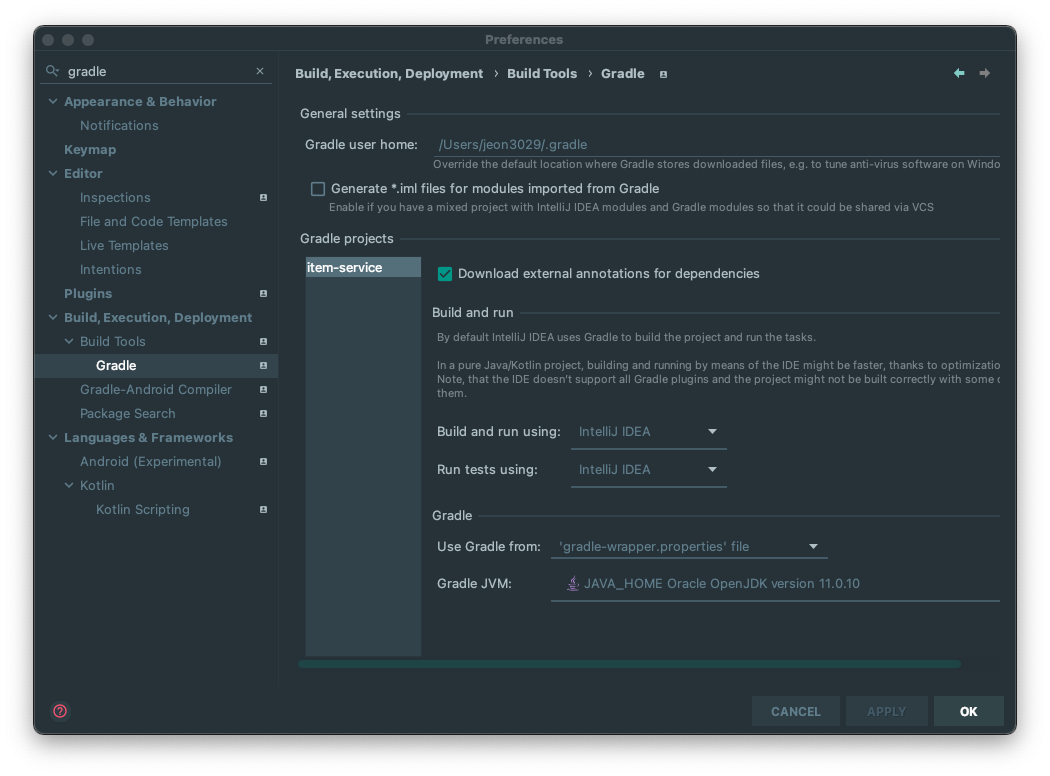 Preferences
gradle
Appearance & Behavior
Notifications
Keymap
Editor
Inspections
File and Code Templates
Live Templates
Intentions
Plugins
Build, Execution, Deployment
Build Tools
Gradle
Gradle-Android Compiler
Package Search
Languages & Frameworks
Android (Experimental)
Kotlin
Kotlin Scripting
Build, Execution, Deployment › Build Tools › Gradle
General settings
Gradle user home: /Users/jeon3029/.gradle
Override the default location where Gradle stores downloaded files, e.g. to tune anti-virus software on Windo
Generate *.iml files for modules imported from Gradle
Enable if you have a mixed project with IntelliJ IDEA modules and Gradle modules so that it could be shared via VCS
Gradle projects
item-service
Download external annotations for dependencies
Build and run
By default IntelliJ IDEA uses Gradle to build the project and run the tasks.
In a pure Java/Kotlin project, building and running by means of the IDE might be faster, thanks to optimizatio
Note, that the IDE doesn't support all Gradle plugins and the project might not be built correctly with some o
them.
Build and run using: IntelliJ IDEA
Run tests using: IntelliJ IDEA
Gradle
Use Gradle from: 'gradle-wrapper.properties' file
Gradle JVM: JAVA_HOME Oracle OpenJDK version 11.0.10
?
CANCEL APPLY OK